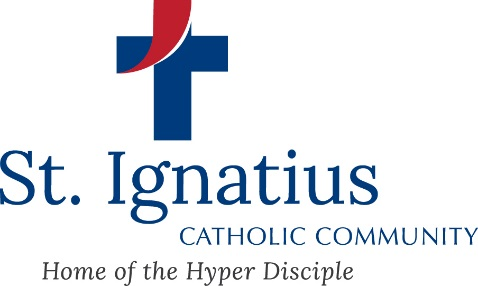 St. Ignatius
CATHOLIC COMMUNITY
Home of the Hyper Disciple